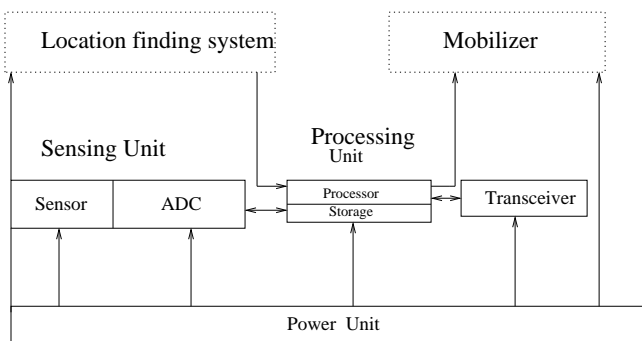 Location finding system
Mobilizer
Sensing Unit
Processing
Unit
Sensor
ADC
Processor
Storage
Transceiver
Power Unit